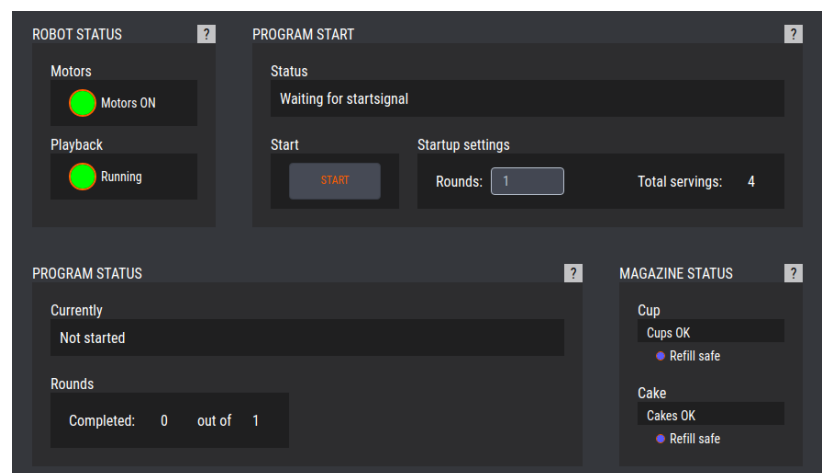 ROBOT STATUS ?
Motors
Motors ON
Playback
Running
PROGRAM START ?
Status
Waiting for startsignal
Start
START
Startup settings
Rounds: 1 Total servings: 4
PROGRAM STATUS ?
Currently
Not started
Rounds
Completed: 0 out of 1
MAGAZINE STATUS ?
Cup
Cups OK
Refill safe
Cake
Cakes OK
Refill safe